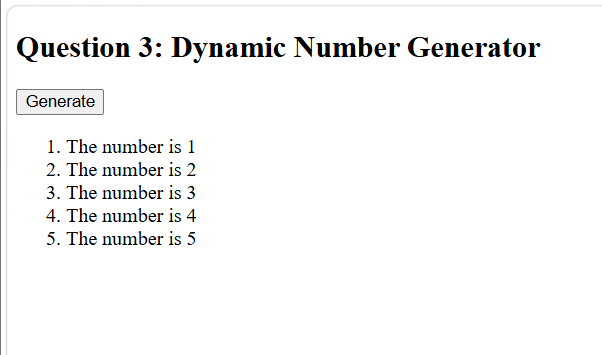 Question 3: Dynamic Number Generator
Generate
1. The number is 1
2. The number is 2
3. The number is 3
4. The number is 4
5. The number is 5